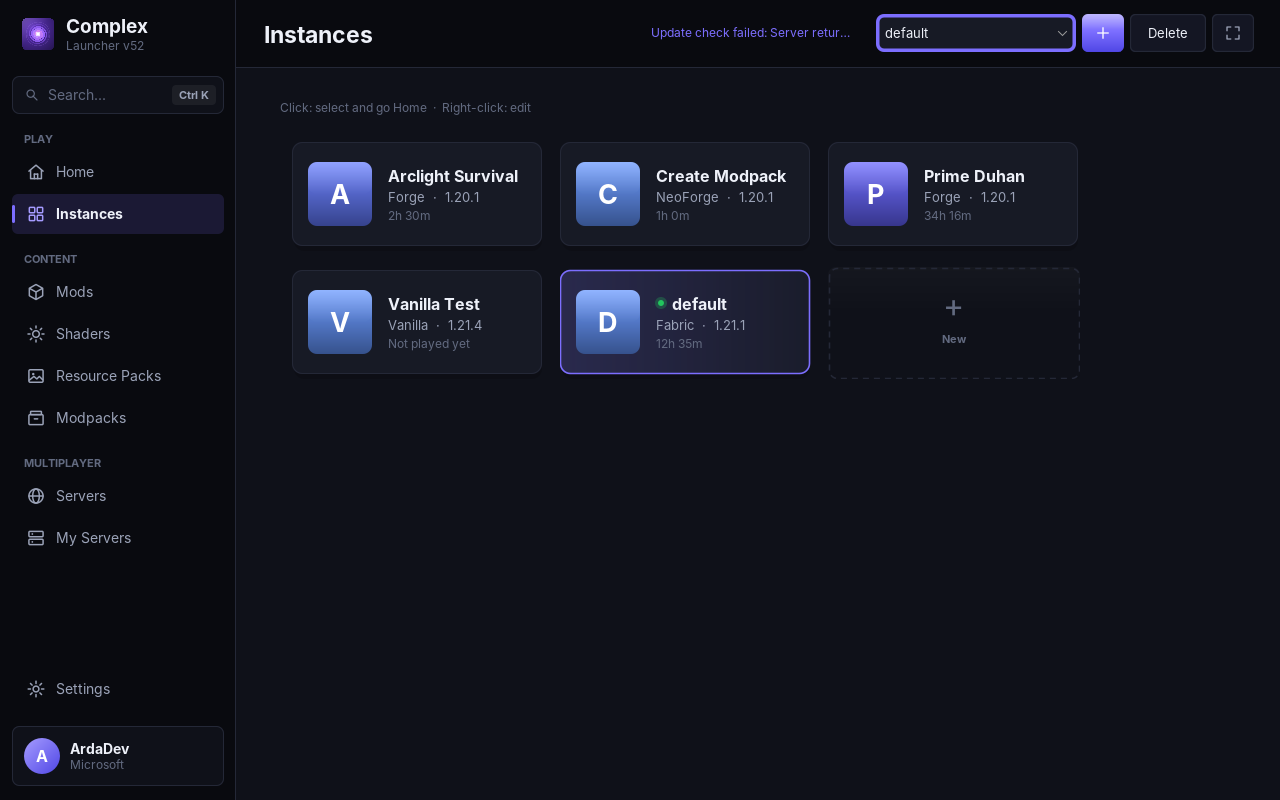 Complex
Launcher v52
Search...
Ctrl K
PLAY
Home
Instances
CONTENT
Mods
Shaders
Resource Packs
Modpacks
MULTIPLAYER
Servers
My Servers
Settings
A
ArdaDev
Microsoft
Instances
Update check failed: Server retur...
default
Delete
Click: select and go Home · Right-click: edit
A
Arclight Survival
Forge · 1.20.1
2h 30m
C
Create Modpack
NeoForge · 1.20.1
1h 0m
P
Prime Duhan
Forge · 1.20.1
34h 16m
V
Vanilla Test
Vanilla · 1.21.4
Not played yet
D
default
Fabric · 1.21.1
12h 35m
New